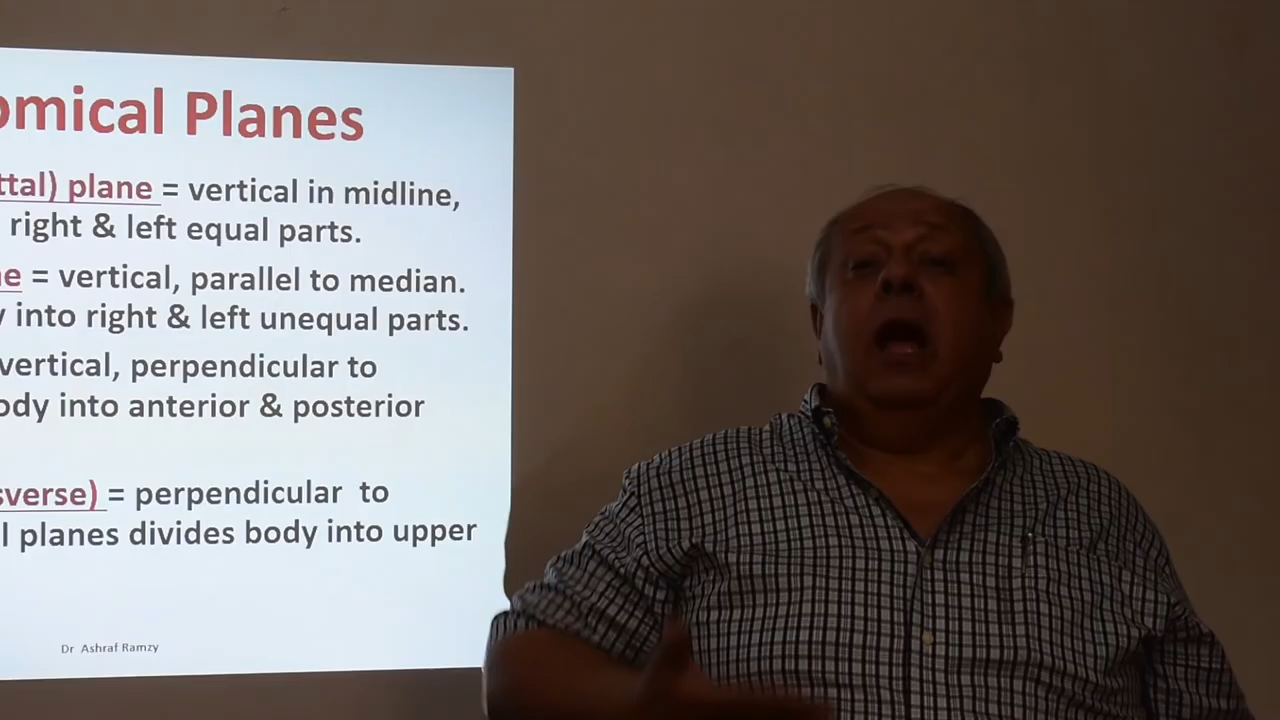 omical Planes
ttal) plane = vertical in midline,
right & left equal parts.
ne = vertical, parallel to median.
y into right & left unequal parts.
vertical, perpendicular to
ody into anterior & posterior
sverse) = perpendicular to
l planes divides body into upper
Dr Ashraf Ramzy